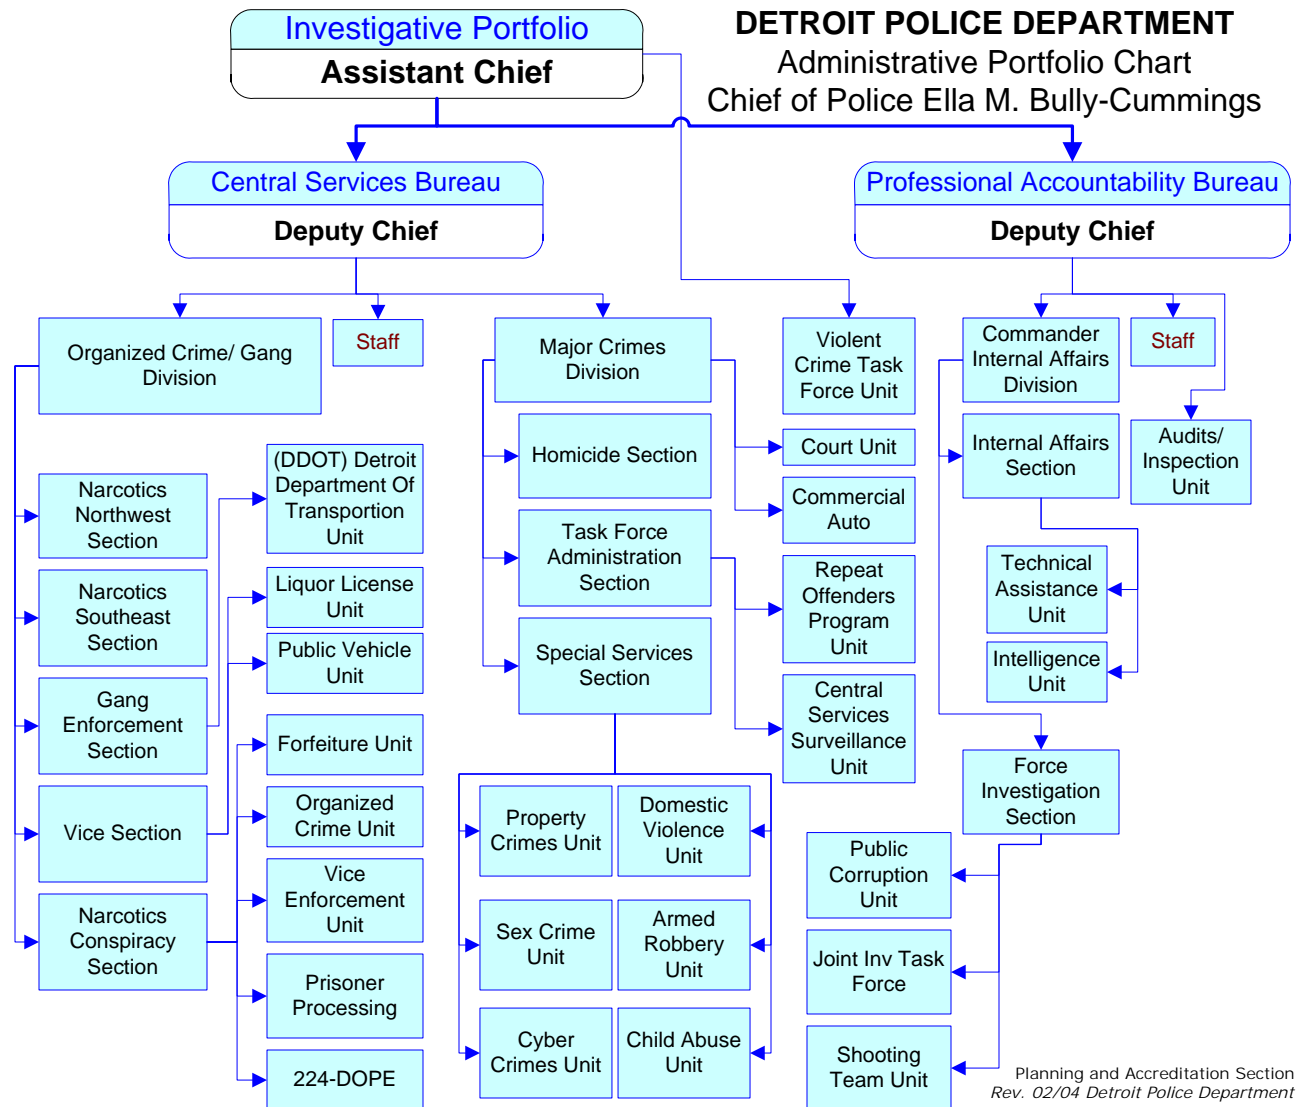 Investigative Portfolio
Assistant Chief
DETROIT POLICE DEPARTMENT
Administrative Portfolio Chart
Chief of Police Ella M. Bully-Cummings
Central Services Bureau
Deputy Chief
Professional Accountability Bureau
Deputy Chief
Organized Crime/ Gang
Division
Staff
Major Crimes
Division
Violent
Crime Task
Force Unit
Commander
Internal Affairs
Division
Staff
Homicide Section
Court Unit
Internal Affairs
Section
Audits/
Inspection
Unit
Narcotics
Northwest
Section
(DDOT) Detroit
Department Of
Transportion
Unit
Commercial
Auto
Task Force
Administration
Section
Narcotics
Southeast
Section
Liquor License
Unit
Repeat
Offenders
Program
Unit
Technical
Assistance
Unit
Public Vehicle
Unit
Special Services
Section
Intelligence
Unit
Gang
Enforcement
Section
Central
Services
Surveillance
Unit
Forfeiture Unit
Force
Investigation
Section
Vice Section
Organized
Crime Unit
Property
Crimes Unit
Domestic
Violence
Unit
Public
Corruption
Unit
Narcotics
Conspiracy
Section
Vice
Enforcement
Unit
Sex Crime
Unit
Armed
Robbery
Unit
Joint Inv Task
Force
Prisoner
Processing
Cyber
Crimes Unit
Child Abuse
Unit
Shooting
Team Unit
224-DOPE
Planning and Accreditation Section
Rev. 02/04 Detroit Police Department